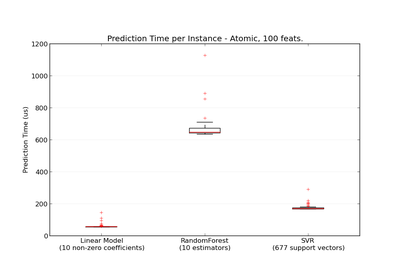 Prediction Time per Instance - Atomic, 100 feats.
1200
1000
800
600
400
200
0
Prediction Time (us)
Linear Model
(10 non-zero coefficients)
RandomForest
(10 estimators)
SVR
(677 support vectors)